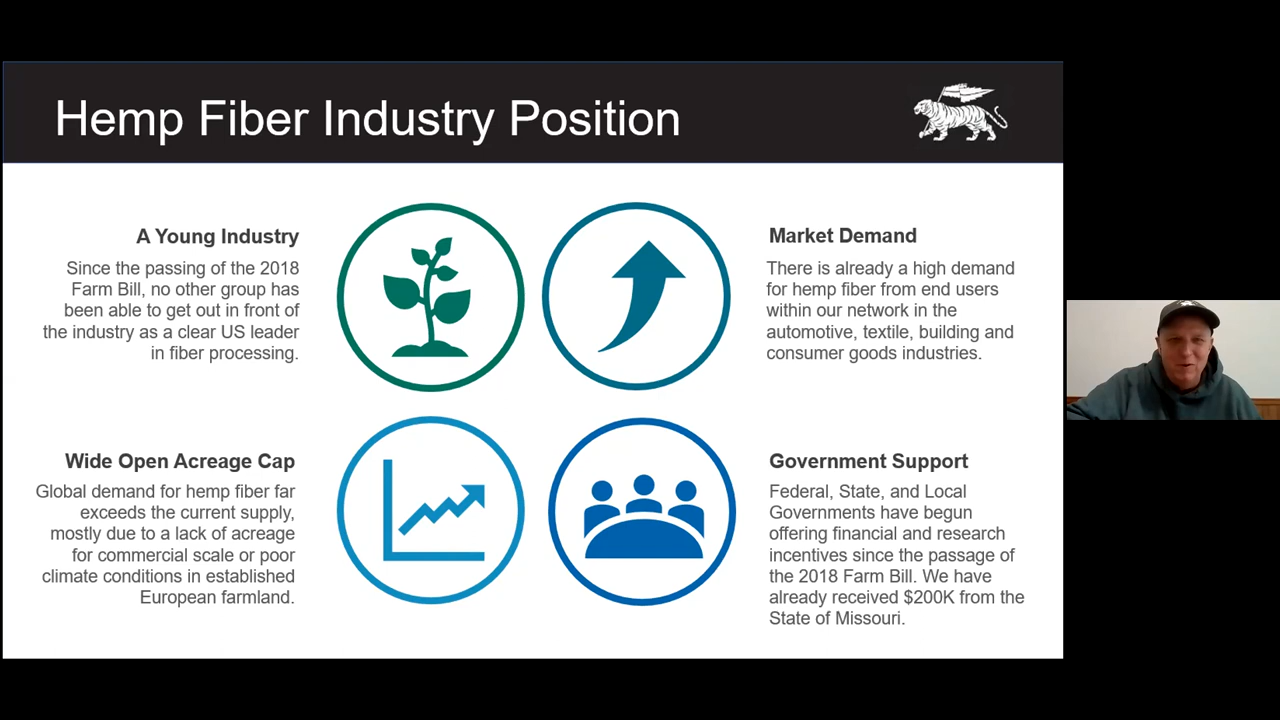 Hemp Fiber Industry Position
A Young Industry
Since the passing of the 2018
Farm Bill, no other group has
been able to get out in front of
the industry as a clear US leader
in fiber processing.
Market Demand
There is already a high demand
for hemp fiber from end users
within our network in the
automotive, textile, building and
consumer goods industries.
Wide Open Acreage Cap
Global demand for hemp fiber far
exceeds the current supply,
mostly due to a lack of acreage
for commercial scale or poor
climate conditions in established
European farmland.
Government Support
Federal, State, and Local
Governments have begun
offering financial and research
incentives since the passage of
the 2018 Farm Bill. We have
already received $200K from the
State of Missouri.